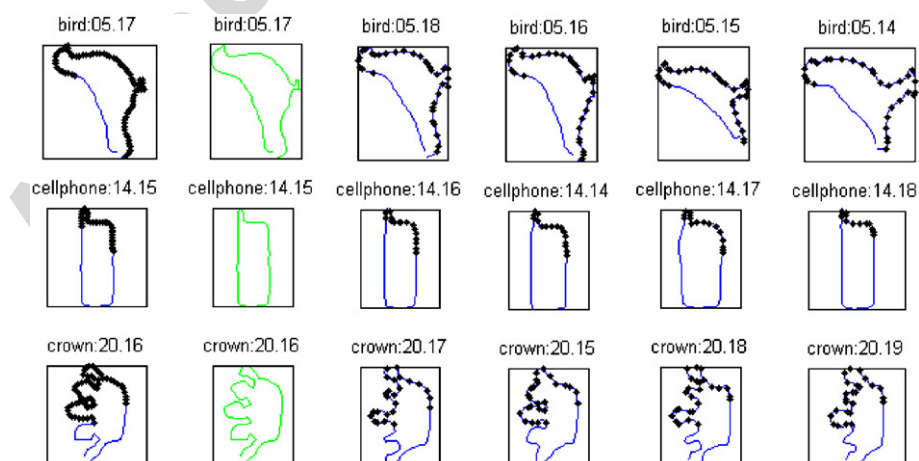 bird:05.17 bird:05.17 bird:05.18 bird:05.16 bird:05.15 bird:05.14
cellphone:14.15 cellphone:14.15 cellphone:14.16 cellphone:14.14 cellphone:14.17 cellphone:14.18
crown:20.16 crown:20.16 crown:20.17 crown:20.15 crown:20.18 crown:20.19